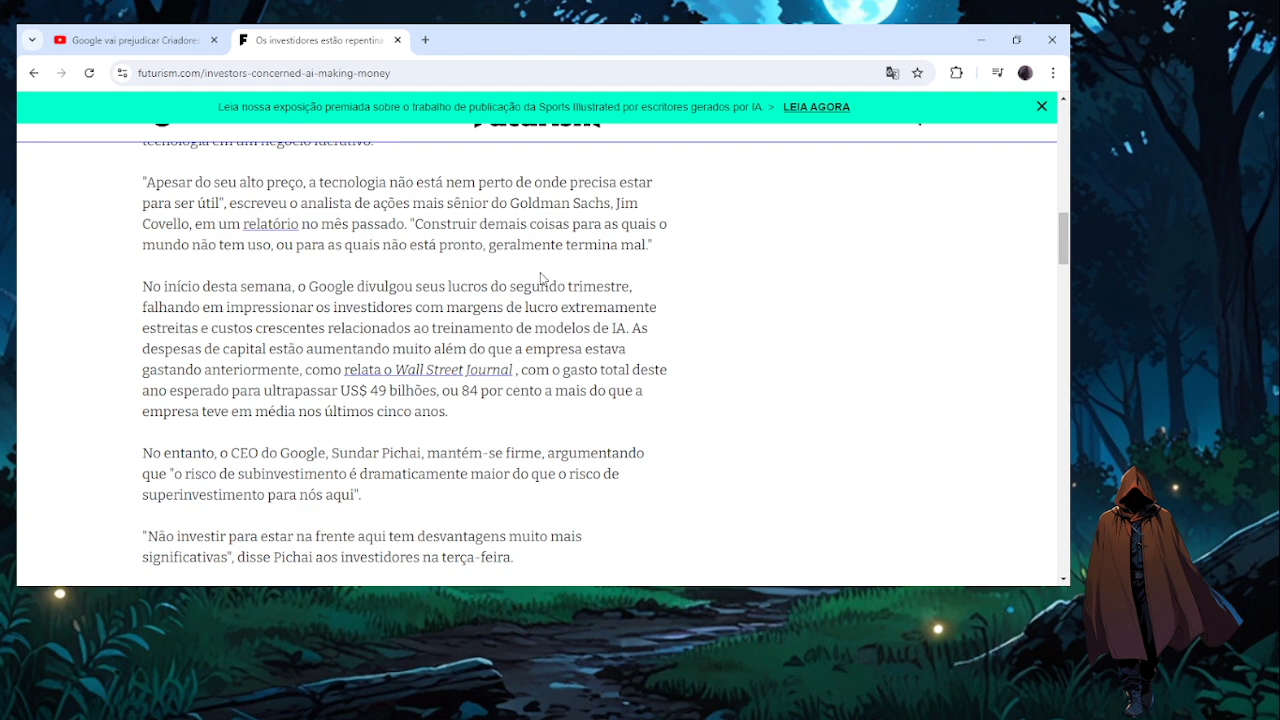 Google vai prejudicar Criadores
Os investidores estão repentina
futurism.com/investors-concerned-ai-making-money
Leia nossa exposição premiada sobre o trabalho de publicação da Sports Illustrated por escritores gerados por IA. > LEIA AGORA
tecnologia em um negócio lucrativo.
"Apesar do seu alto preço, a tecnologia não está nem perto de onde precisa estar
para ser útil", escreveu o analista de ações mais sênior do Goldman Sachs, Jim
Covello, em um relatório no mês passado. "Construir demais coisas para as quais o
mundo não tem uso, ou para as quais não está pronto, geralmente termina mal."
No início desta semana, o Google divulgou seus lucros do segundo trimestre,
falhando em impressionar os investidores com margens de lucro extremamente
estreitas e custos crescentes relacionados ao treinamento de modelos de IA. As
despesas de capital estão aumentando muito além do que a empresa estava
gastando anteriormente, como relata o Wall Street Journal , com o gasto total deste
ano esperado para ultrapassar US$ 49 bilhões, ou 84 por cento a mais do que a
empresa teve em média nos últimos cinco anos.
No entanto, o CEO do Google, Sundar Pichai, mantém-se firme, argumentando
que "o risco de subinvestimento é dramaticamente maior do que o risco de
superinvestimento para nós aqui".
"Não investir para estar na frente aqui tem desvantagens muito mais
significativas", disse Pichai aos investidores na terça-feira.